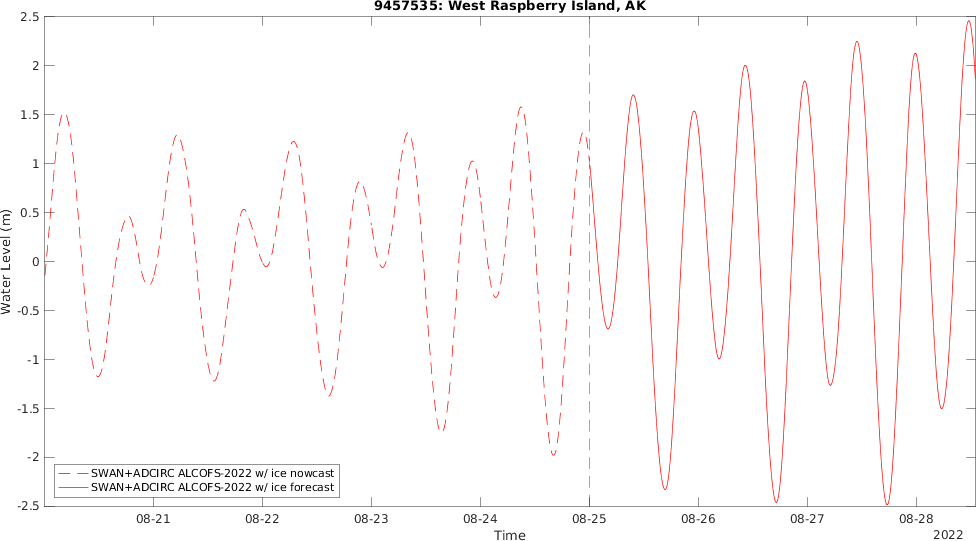 9457535: West Raspberry Island, AK
2.5
2
1.5
1
0.5
0
-0.5
-1
-1.5
-2
-2.5
Water Level (m)
SWAN+ADCIRC ALCOFS-2022 w/ ice nowcast
SWAN+ADCIRC ALCOFS-2022 w/ ice forecast
08-21 08-22 08-23 08-24 08-25 08-26 08-27 08-28
Time
2022